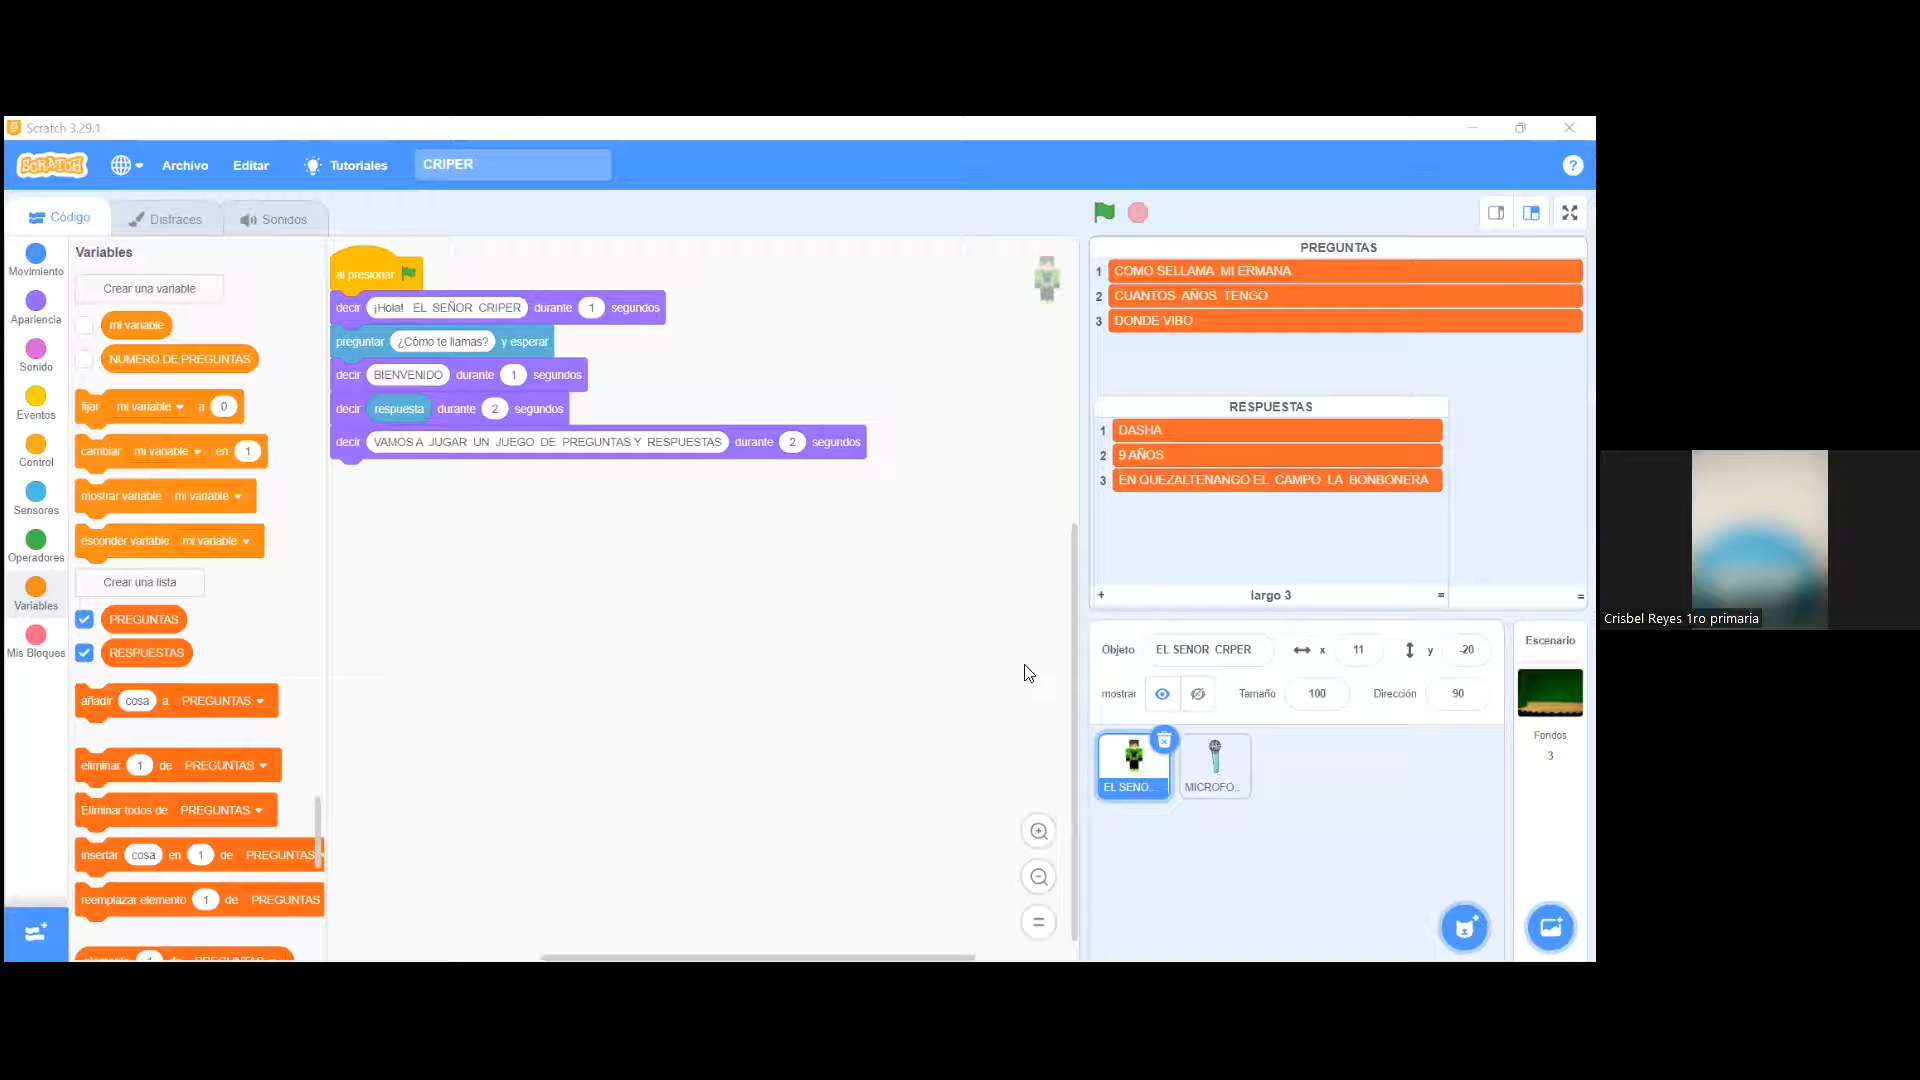 Scratch 3.29.1
SCRATCH
Archivo
Editar
Tutoriales
CRIPER
?
Código
Disfraces
Sonidos
Movimiento
Apariencia
Sonido
Eventos
Control
Sensores
Operadores
Variables
Mis Bloques
Variables
Crear una variable
mi variable
NUMERO DE PREGUNTAS
fijar mi variable a 0
cambiar mi variable en 1
mostrar variable mi variable
esconder variable mi variable
Crear una lista
PREGUNTAS
RESPUESTAS
añadir cosa a PREGUNTAS
eliminar 1 de PREGUNTAS
Eliminar todos de PREGUNTAS
insertar cosa en 1 de PREGUNTAS
reemplazar elemento 1 de PREGUNTAS
al presionar
decir ¡Hola! EL SEÑOR CRIPER durante 1 segundos
preguntar ¿Cómo te llamas? y esperar
decir BIENVENIDO durante 1 segundos
decir respuesta durante 2 segundos
decir VAMOS A JUGAR UN JUEGO DE PREGUNTAS Y RESPUESTAS durante 2 segundos
PREGUNTAS
1 COMO SELLAMA MI ERMANA
2 CUANTOS AÑOS TENGO
3 DONDE VIBO
RESPUESTAS
1 DASHA
2 9 AÑOS
3 EN QUEZALTENANGO EL CAMPO LA BONBONERA
+ largo 3 = =
Objeto EL SENOR CRPER x 11 y -20
mostrar Tamaño 100 Dirección 90
EL SENO...
MICROFO..
Escenario
Fondos
3
Crisbel Reyes 1ro primaria